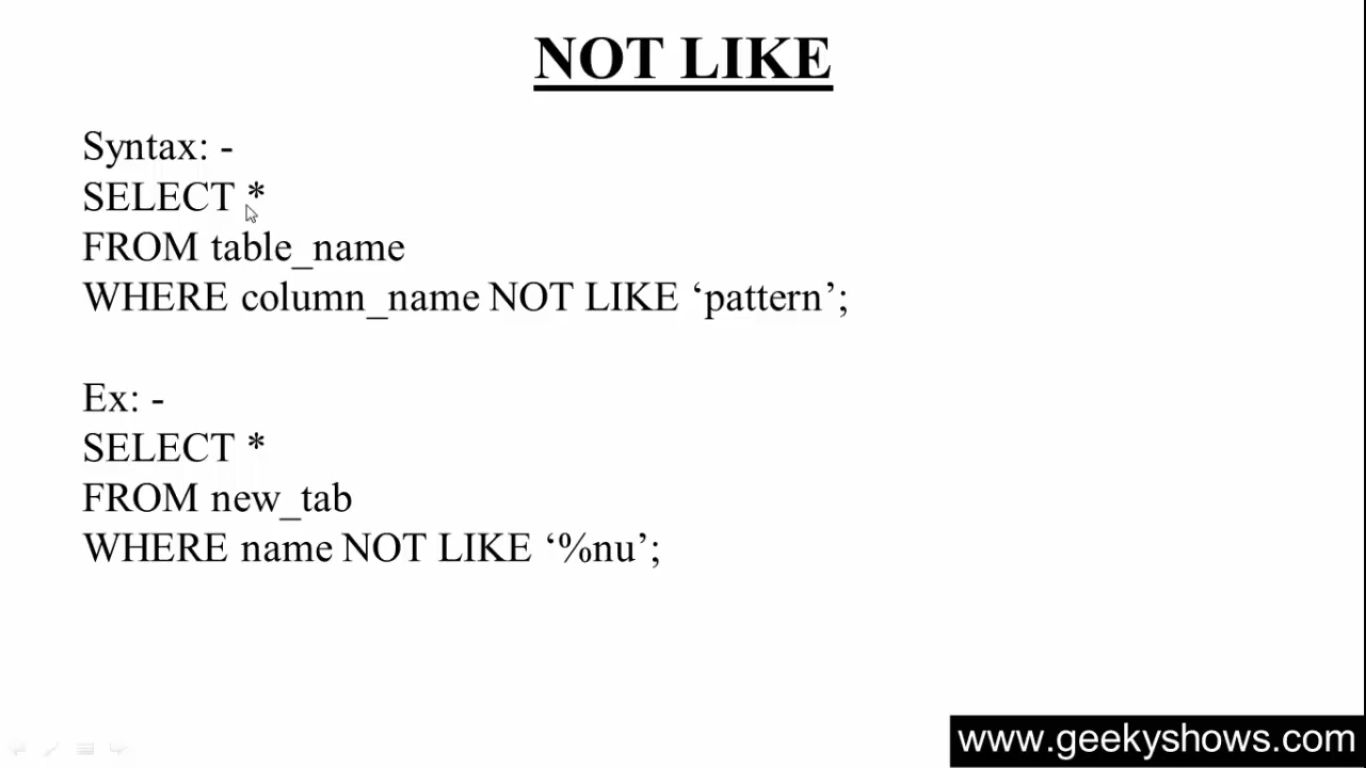 NOT LIKE
Syntax: -
SELECT *
FROM table_name
WHERE column_name NOT LIKE ‘pattern’;
Ex: -
SELECT *
FROM new_tab
WHERE name NOT LIKE ‘%nu’;
www.geekyshows.com